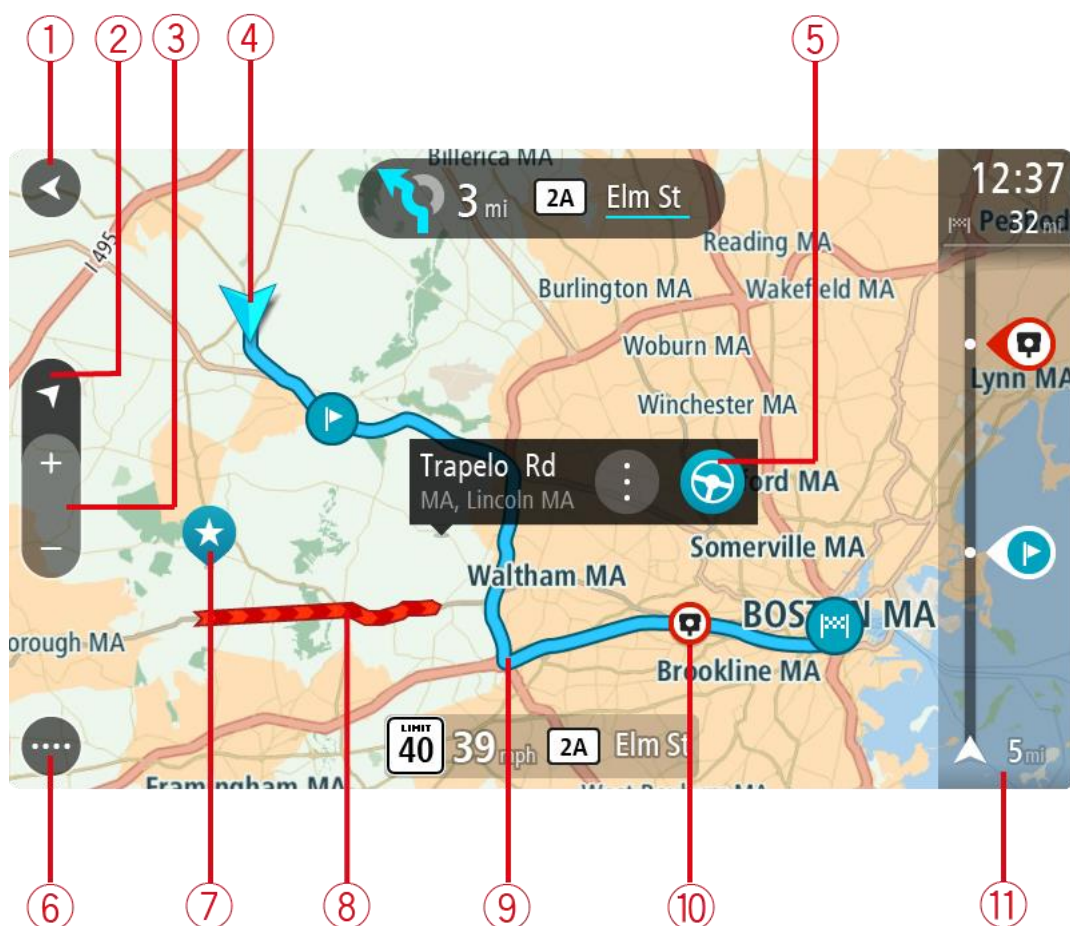 1 2 3 4 5
Billerica MA
12:37
3 mi 2A Elm St
32 mi
Peabod
I 495
Reading MA
Burlington MA
Wakefield MA
Woburn MA
Lynn MA
Winchester MA
+
Trapelo Rd
MA, Lincoln MA
ford MA
−
Somerville MA
Waltham MA
BOSTON MA
orough MA
Brookline MA
LIMIT
40
39 mph 2A Elm St
5 mi
Framingham MA
6 7 8 9 10 11